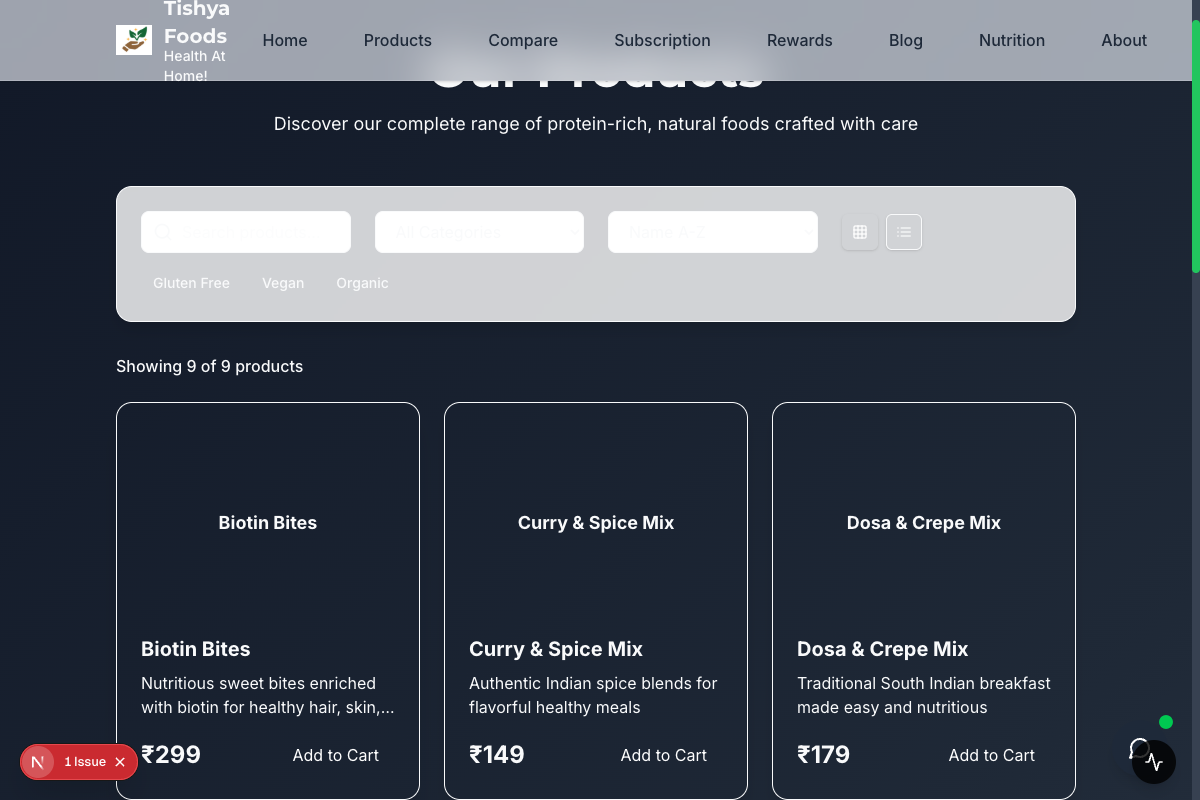 Tishya
Foods
Health At
Home!
Home
Products
Compare
Subscription
Rewards
Blog
Nutrition
About
Our Products
Discover our complete range of protein-rich, natural foods crafted with care
Search products...
All Categories
Name A-Z
Gluten Free
Vegan
Organic
Showing 9 of 9 products
Biotin Bites
Curry & Spice Mix
Dosa & Crepe Mix
Biotin Bites
Nutritious sweet bites enriched
with biotin for healthy hair, skin,...
₹299
Add to Cart
Curry & Spice Mix
Authentic Indian spice blends for
flavorful healthy meals
₹149
Add to Cart
Dosa & Crepe Mix
Traditional South Indian breakfast
made easy and nutritious
₹179
Add to Cart
N
1 Issue